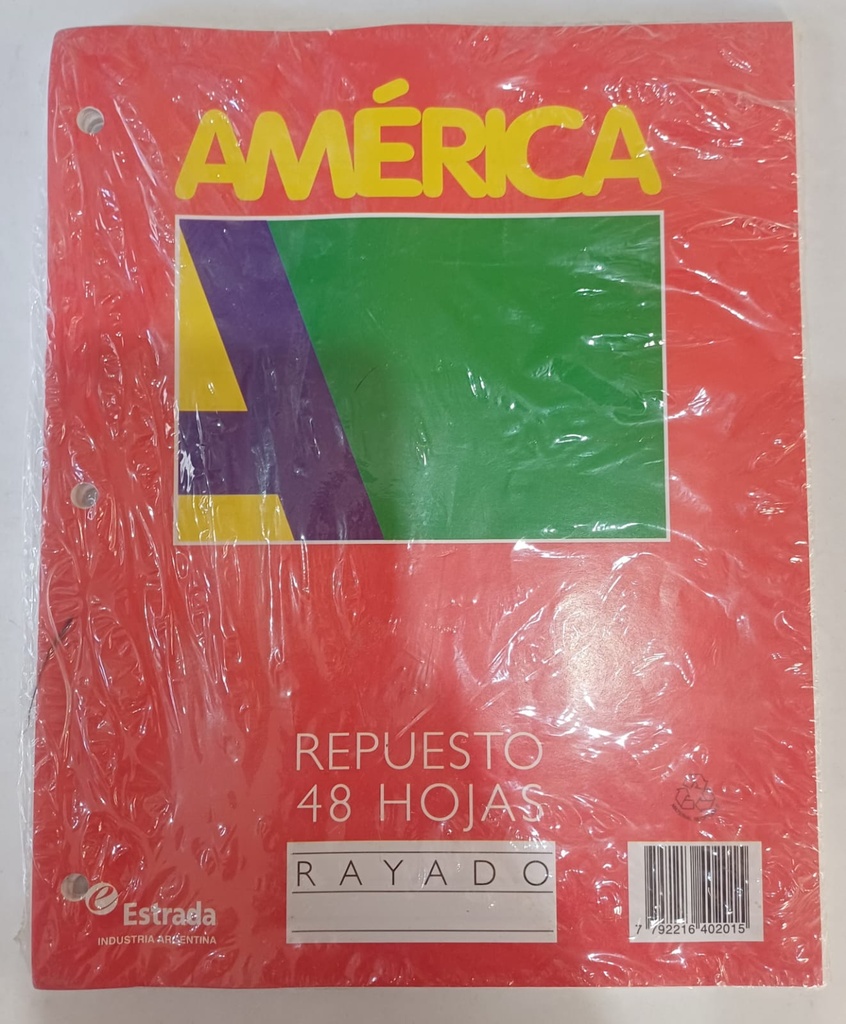 AMÉRICA
REPUESTO
48 HOJAS
RAYADO
e
Estrada
INDUSTRIA ARGENTINA
7 792216 402015